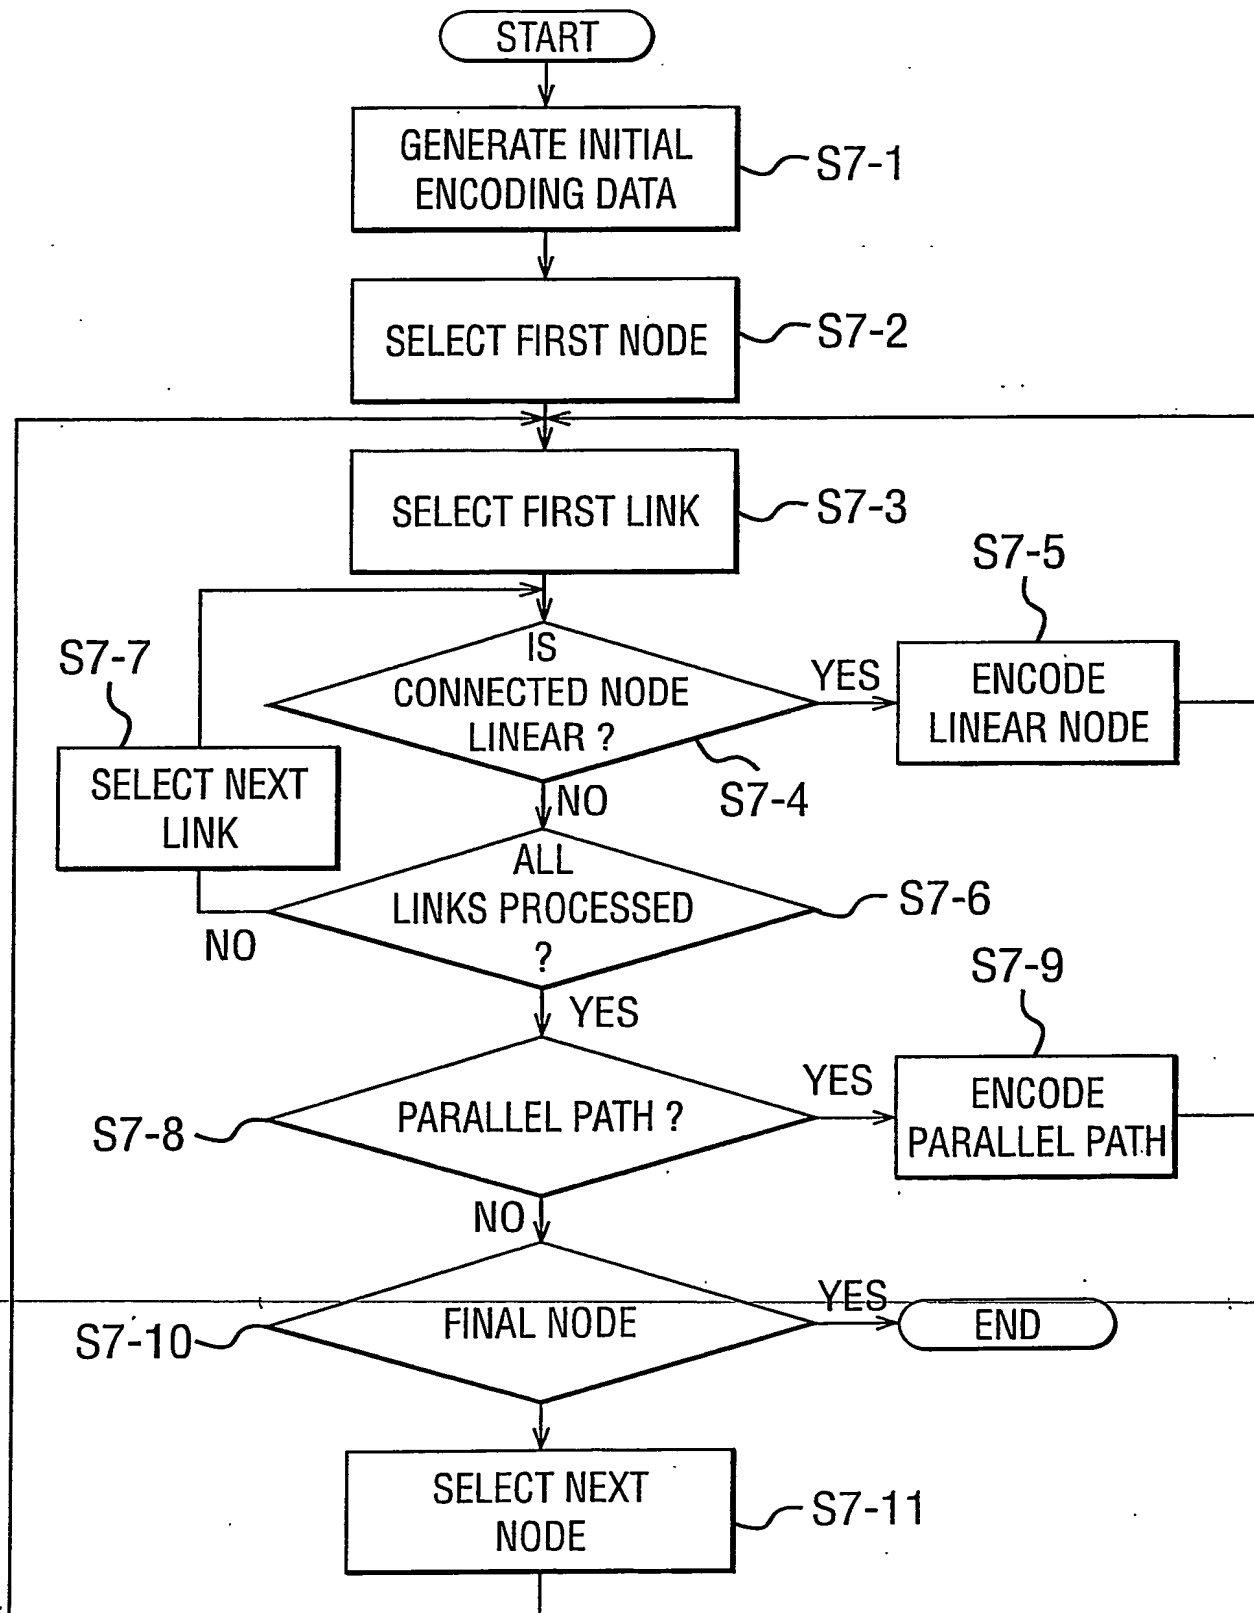 START
GENERATE INITIAL
ENCODING DATA
S7-1
SELECT FIRST NODE
S7-2
SELECT FIRST LINK
S7-3
S7-5
S7-7
IS
CONNECTED NODE
LINEAR ?
YES
ENCODE
LINEAR NODE
SELECT NEXT
LINK
NO
S7-4
ALL
LINKS PROCESSED
?
S7-6
NO
YES
S7-9
PARALLEL PATH ?
YES
ENCODE
PARALLEL PATH
S7-8
NO
FINAL NODE
YES
END
S7-10
SELECT NEXT
NODE
S7-11